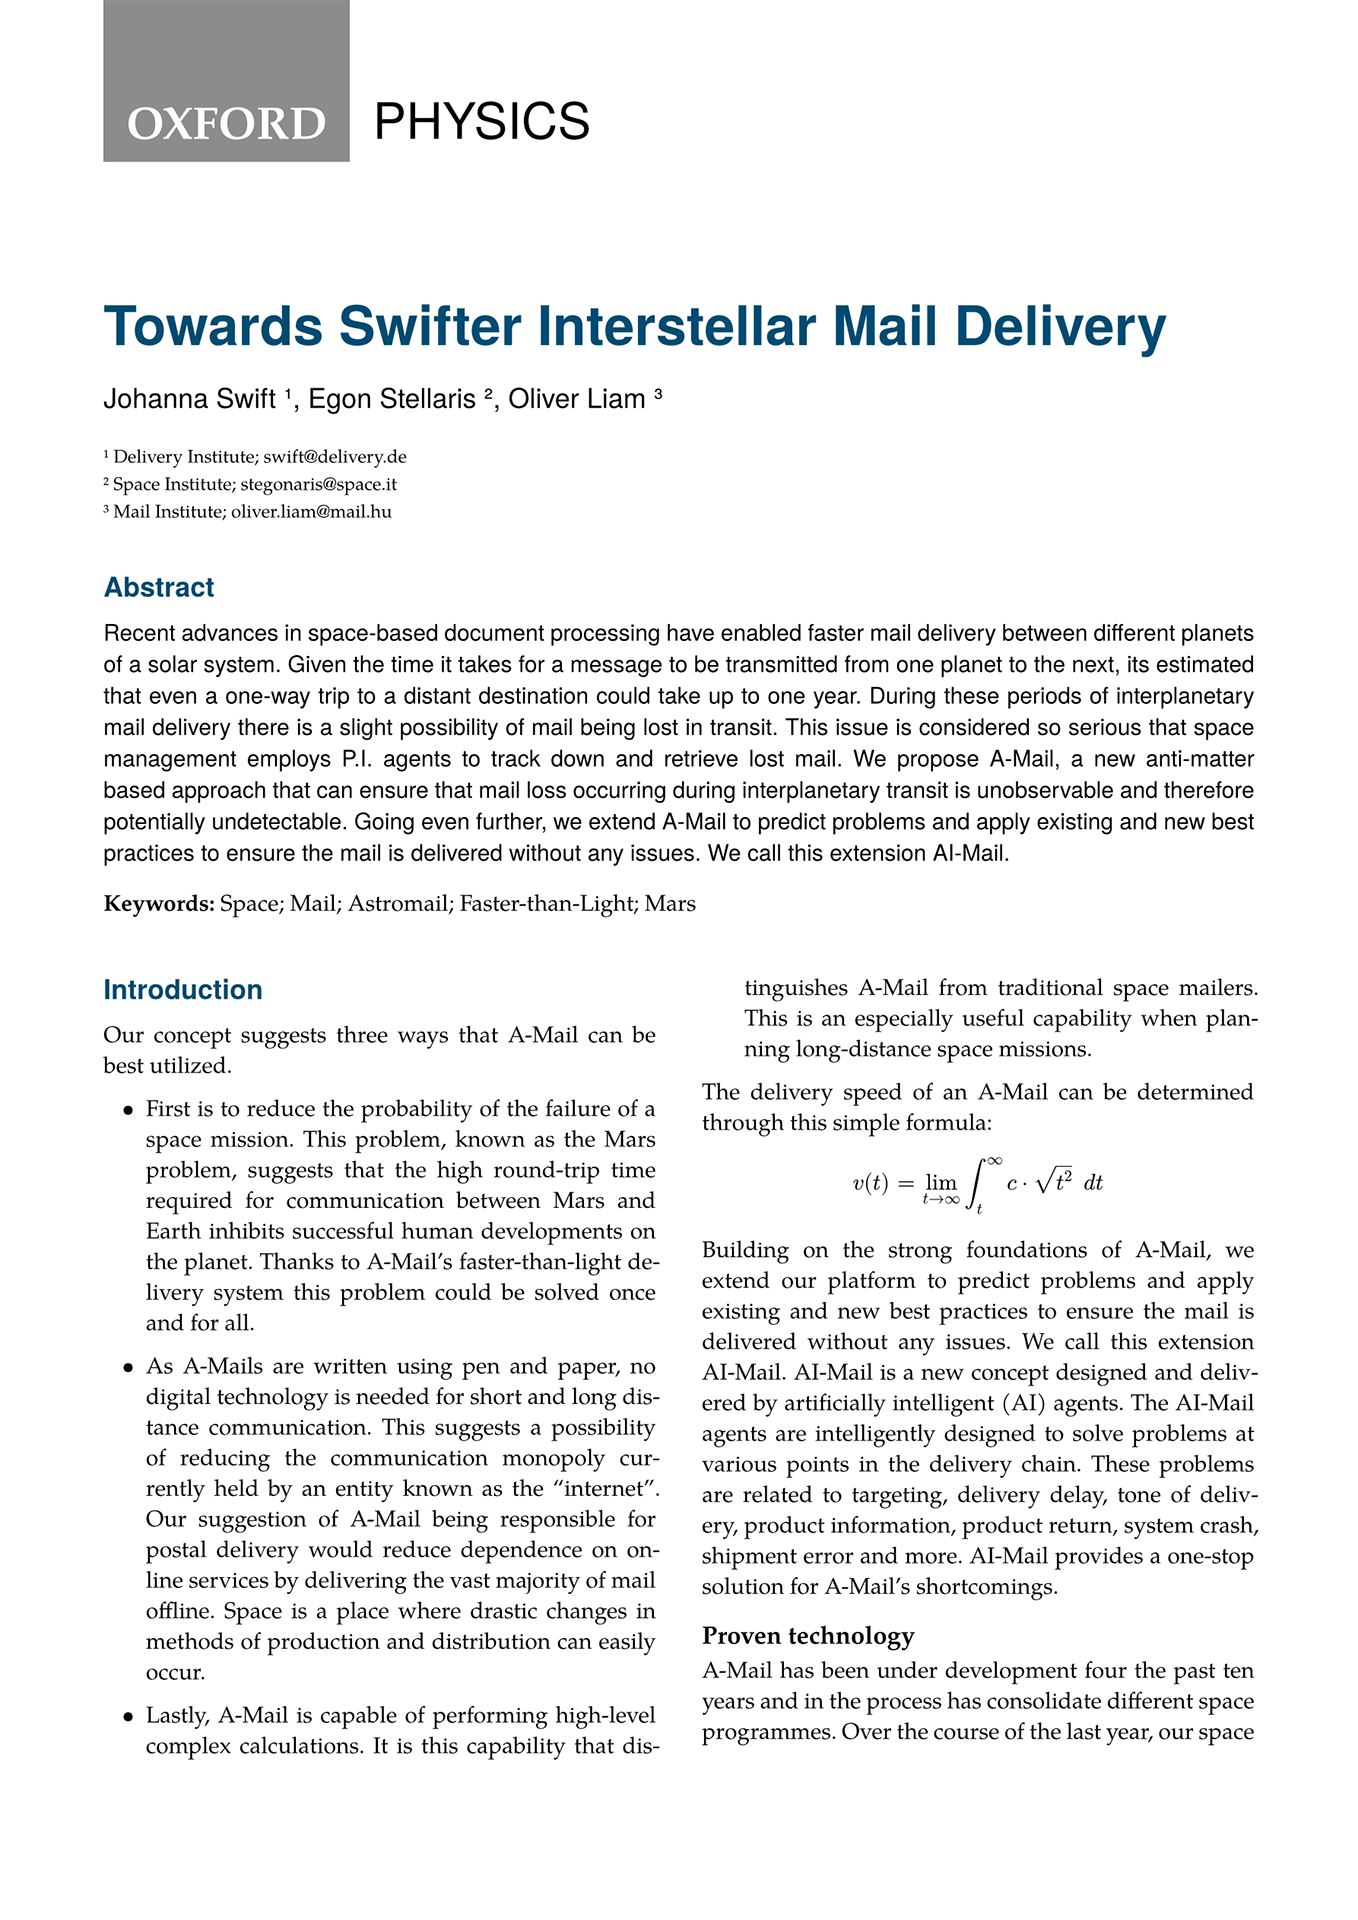 OXFORD PHYSICS
Towards Swifter Interstellar Mail Delivery
Johanna Swift ¹, Egon Stellaris ², Oliver Liam ³
¹ Delivery Institute; swift@delivery.de
² Space Institute; stegonaris@space.it
³ Mail Institute; oliver.liam@mail.hu
Abstract
Recent advances in space-based document processing have enabled faster mail delivery between different planets
of a solar system. Given the time it takes for a message to be transmitted from one planet to the next, its estimated
that even a one-way trip to a distant destination could take up to one year. During these periods of interplanetary
mail delivery there is a slight possibility of mail being lost in transit. This issue is considered so serious that space
management employs P.I. agents to track down and retrieve lost mail. We propose A-Mail, a new anti-matter
based approach that can ensure that mail loss occurring during interplanetary transit is unobservable and therefore
potentially undetectable. Going even further, we extend A-Mail to predict problems and apply existing and new best
practices to ensure the mail is delivered without any issues. We call this extension AI-Mail.
Keywords: Space; Mail; Astromail; Faster-than-Light; Mars
Introduction
Our concept suggests three ways that A-Mail can be
best utilized.
• First is to reduce the probability of the failure of a
space mission. This problem, known as the Mars
problem, suggests that the high round-trip time
required for communication between Mars and
Earth inhibits successful human developments on
the planet. Thanks to A-Mail's faster-than-light de-
livery system this problem could be solved once
and for all.
• As A-Mails are written using pen and paper, no
digital technology is needed for short and long dis-
tance communication. This suggests a possibility
of reducing the communication monopoly cur-
rently held by an entity known as the “internet”.
Our suggestion of A-Mail being responsible for
postal delivery would reduce dependence on on-
line services by delivering the vast majority of mail
offline. Space is a place where drastic changes in
methods of production and distribution can easily
occur.
• Lastly, A-Mail is capable of performing high-level
complex calculations. It is this capability that dis-
tinguishes A-Mail from traditional space mailers.
This is an especially useful capability when plan-
ning long-distance space missions.
The delivery speed of an A-Mail can be determined
through this simple formula:
v(t) = lim t→∞ ∫ t ∞ c · √t² dt
Building on the strong foundations of A-Mail, we
extend our platform to predict problems and apply
existing and new best practices to ensure the mail is
delivered without any issues. We call this extension
AI-Mail. AI-Mail is a new concept designed and deliv-
ered by artificially intelligent (AI) agents. The AI-Mail
agents are intelligently designed to solve problems at
various points in the delivery chain. These problems
are related to targeting, delivery delay, tone of deliv-
ery, product information, product return, system crash,
shipment error and more. AI-Mail provides a one-stop
solution for A-Mail's shortcomings.
Proven technology
A-Mail has been under development four the past ten
years and in the process has consolidate different space
programmes. Over the course of the last year, our space